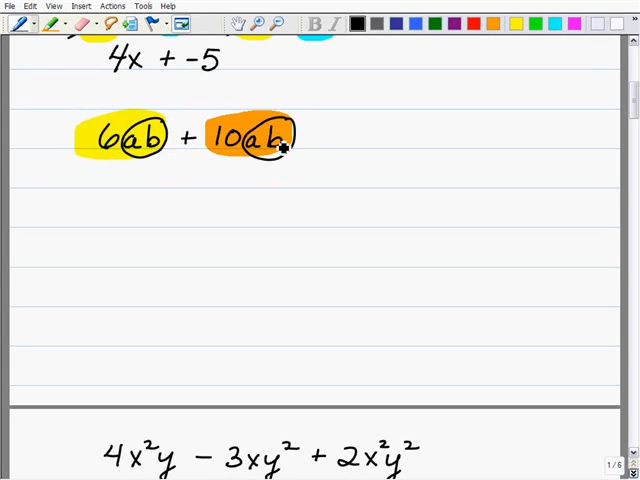 File Edit View Insert Actions Tools Help
B I U
4x + -5
6ab + 10ab
4x²y - 3xy² + 2x²y²
1/6